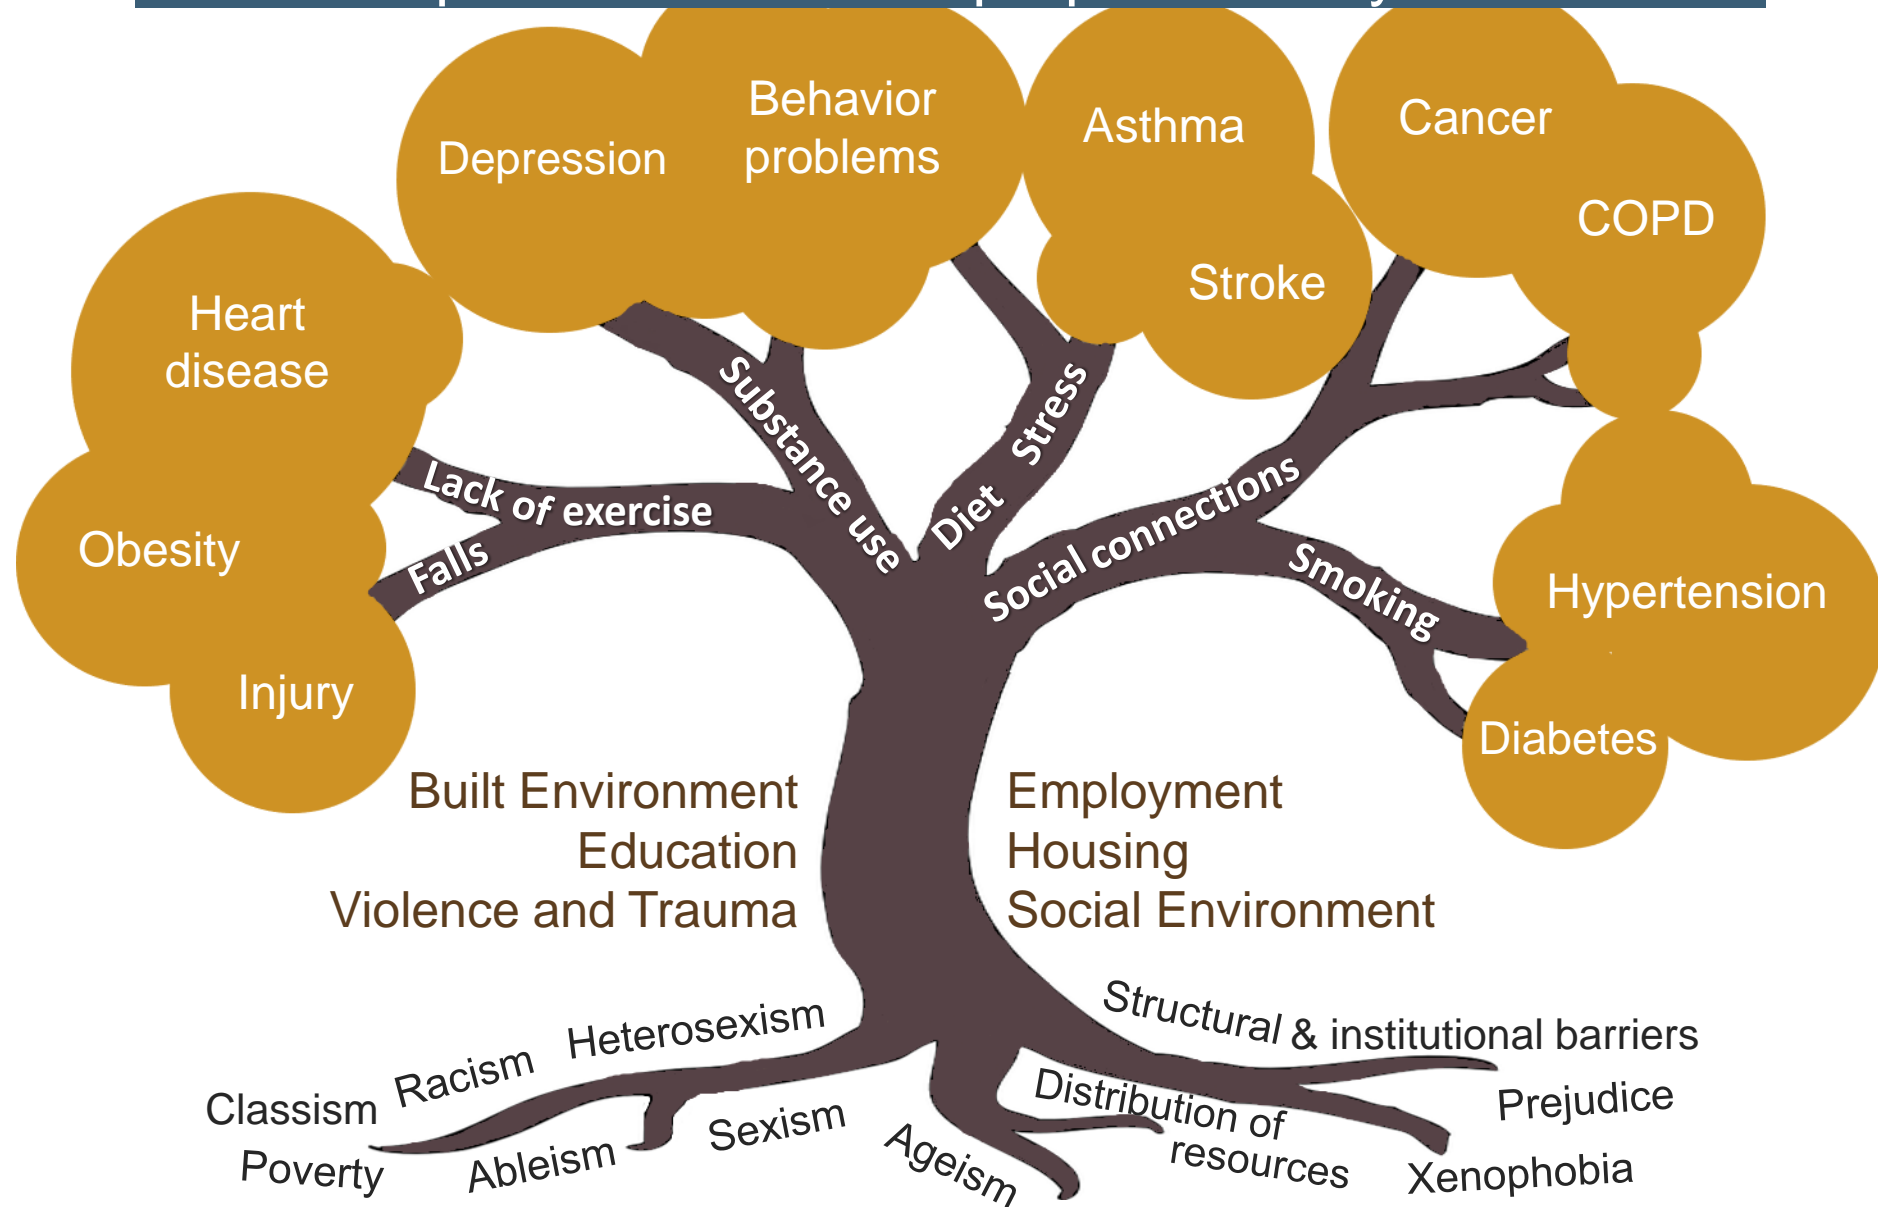 Behavior
problems
Depression
Asthma
Cancer
COPD
Stroke
Heart
disease
Obesity
Injury
Hypertension
Diabetes
Substance use
Stress
Diet
Lack of exercise
Falls
Social connections
Smoking
Built Environment
Education
Violence and Trauma
Employment
Housing
Social Environment
Heterosexism
Racism
Classism
Poverty
Ableism
Sexism
Ageism
Structural & institutional barriers
Distribution of
resources
Prejudice
Xenophobia